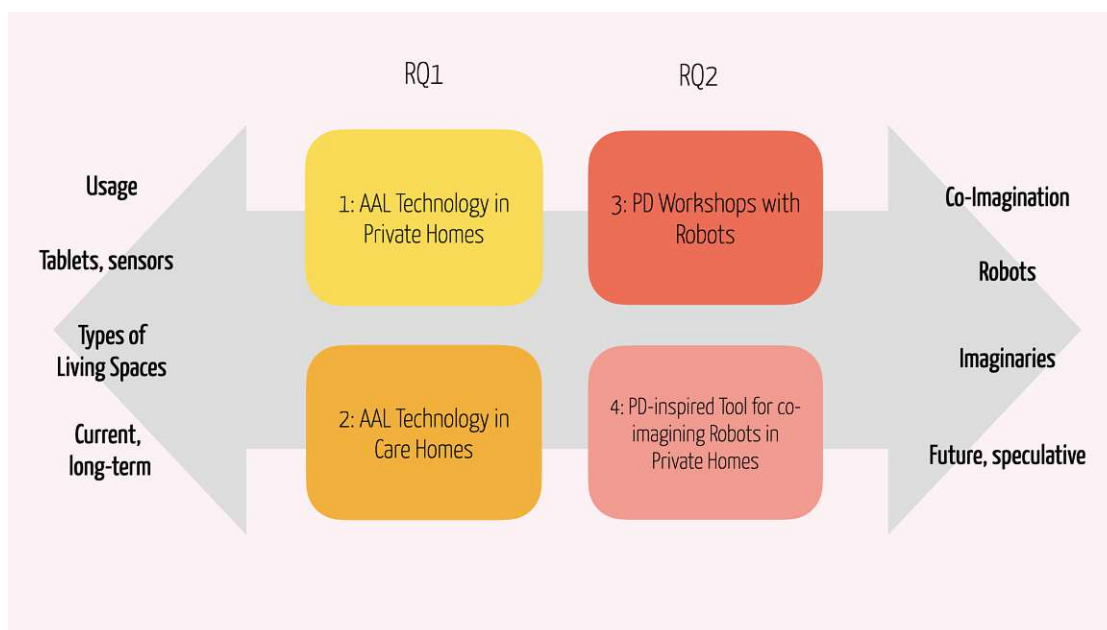 RQ1
RQ2
Usage
Tablets, sensors
Types of
Living Spaces
Current,
long-term
1: AAL Technology in
Private Homes
2: AAL Technology in
Care Homes
3: PD Workshops with
Robots
4: PD-inspired Tool for co-
imagining Robots in
Private Homes
Co-Imagination
Robots
Imaginaries
Future, speculative